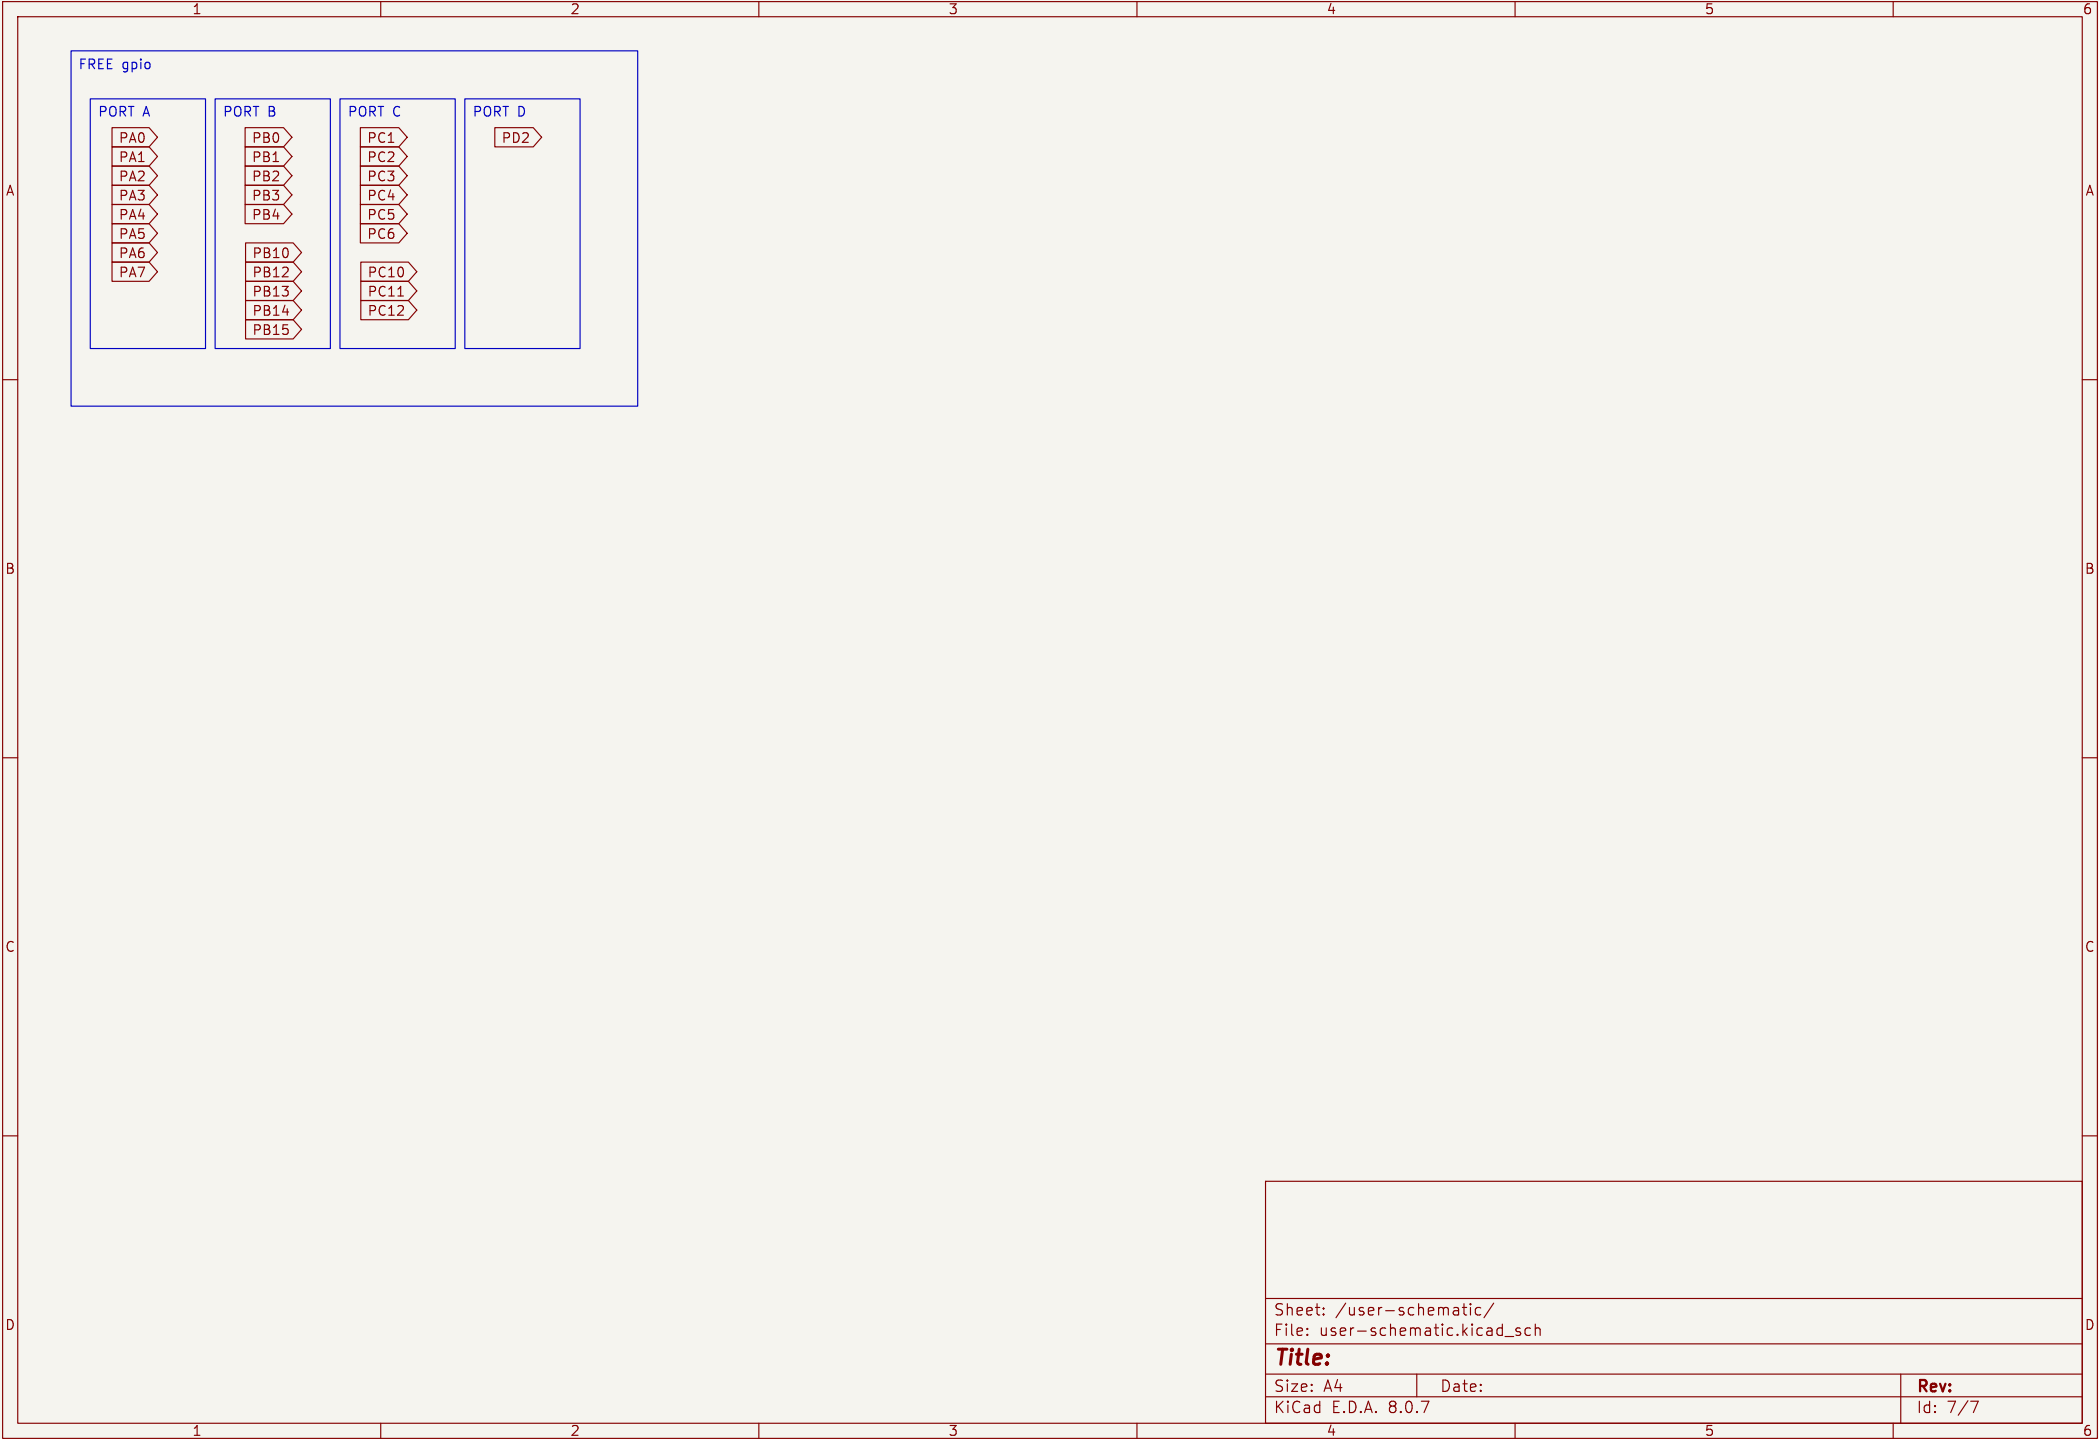 1 2 3 4 5 6
FREE gpio
PORT A PORT B PORT C PORT D
PA0 PB0 PC1 PD2
PA1 PB1 PC2
PA2 PB2 PC3
A PA3 PB3 PC4 A
PA4 PB4 PC5
PA5 PC6
PA6 PB10
PA7 PB12 PC10
PB13 PC11
PB14 PC12
PB15
B B
C C
Sheet: /user-schematic/
D D
File: user-schematic.kicad_sch
Title:
Size: A4 Date: Rev:
KiCad E.D.A. 8.0.7 Id: 7/7
1 2 3 4 5 6